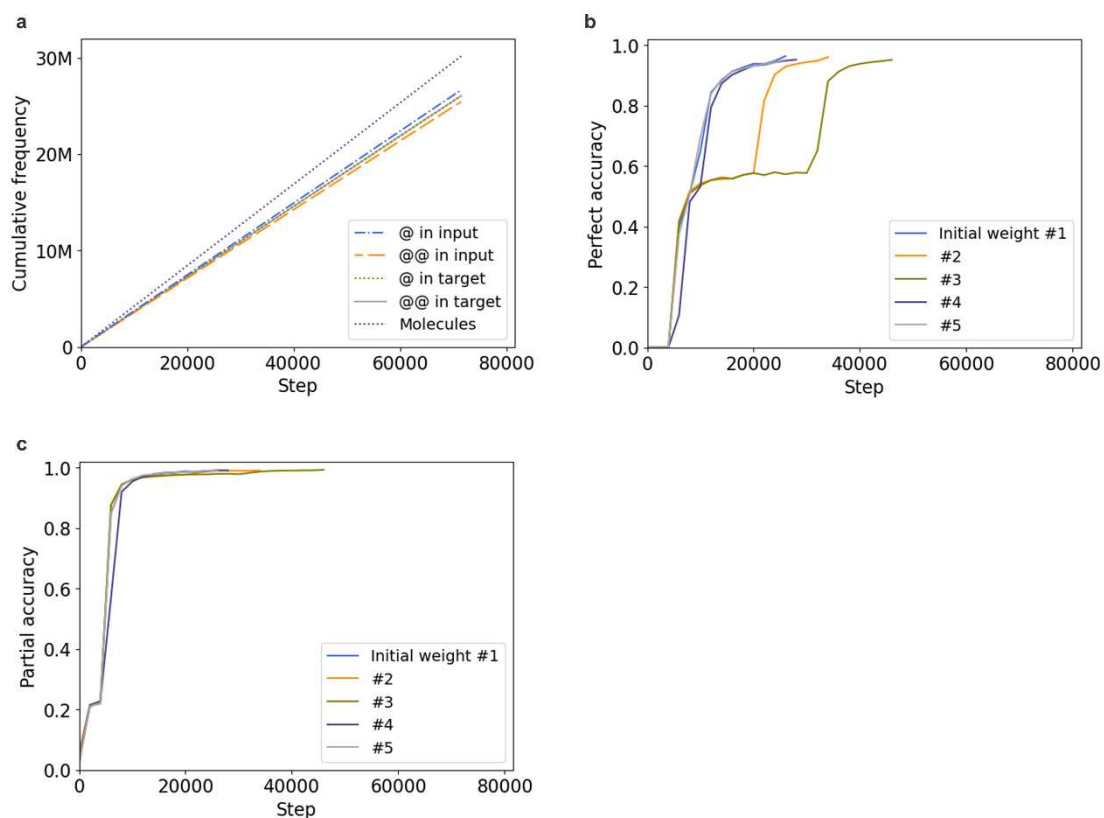 a
30M
20M
10M
0
Cumulative frequency
@ in input
@@ in input
@ in target
@@ in target
Molecules
0 20000 40000 60000 80000
Step
b
1.0
0.8
0.6
0.4
0.2
0.0
Perfect accuracy
Initial weight #1
#2
#3
#4
#5
0 20000 40000 60000 80000
Step
c
1.0
0.8
0.6
0.4
0.2
0.0
Partial accuracy
Initial weight #1
#2
#3
#4
#5
0 20000 40000 60000 80000
Step